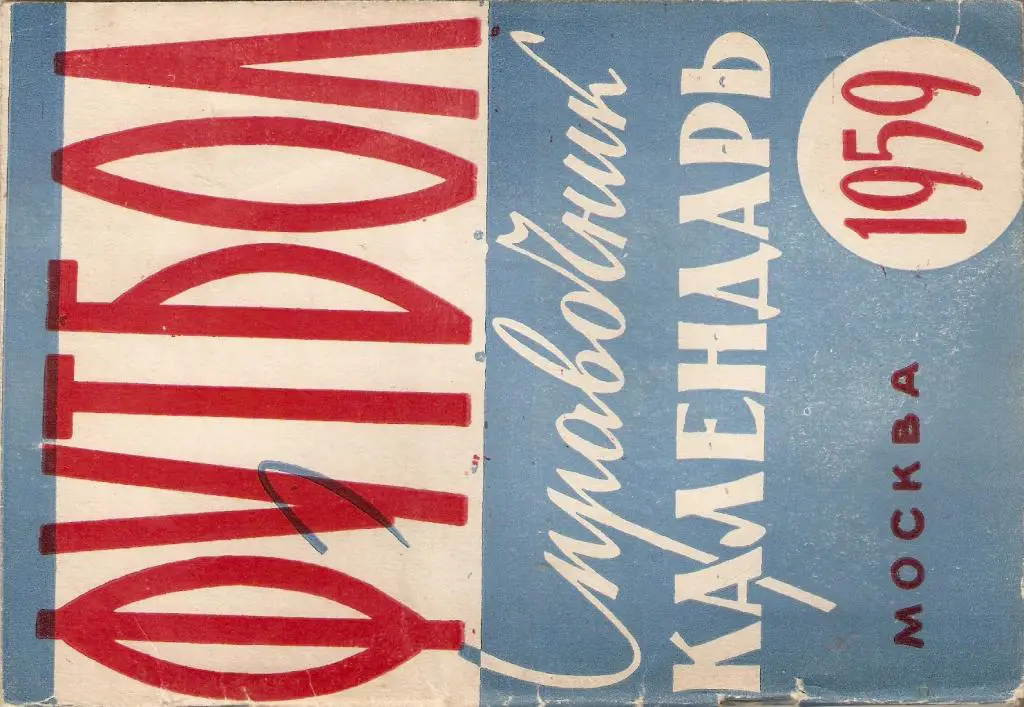 ФУТБОЛ
Справочник
КАЛЕНДАРЬ
1959
МОСКВА